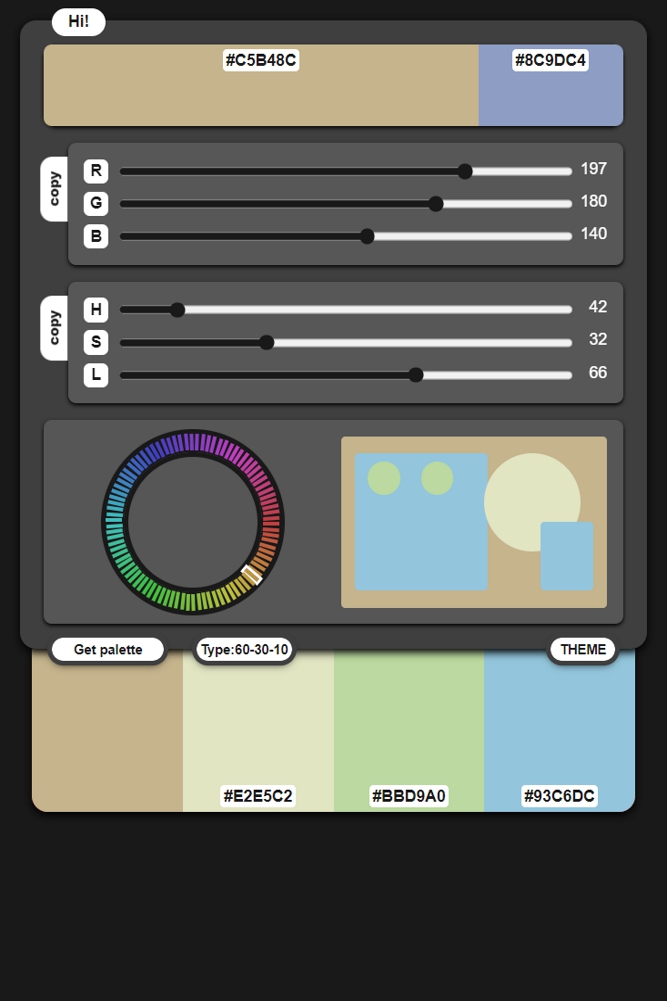 Hi!
#C5B48C
#8C9DC4
copy
R
197
G
180
B
140
copy
H
42
S
32
L
66
Get palette
Type:60-30-10
THEME
#E2E5C2
#BBD9A0
#93C6DC